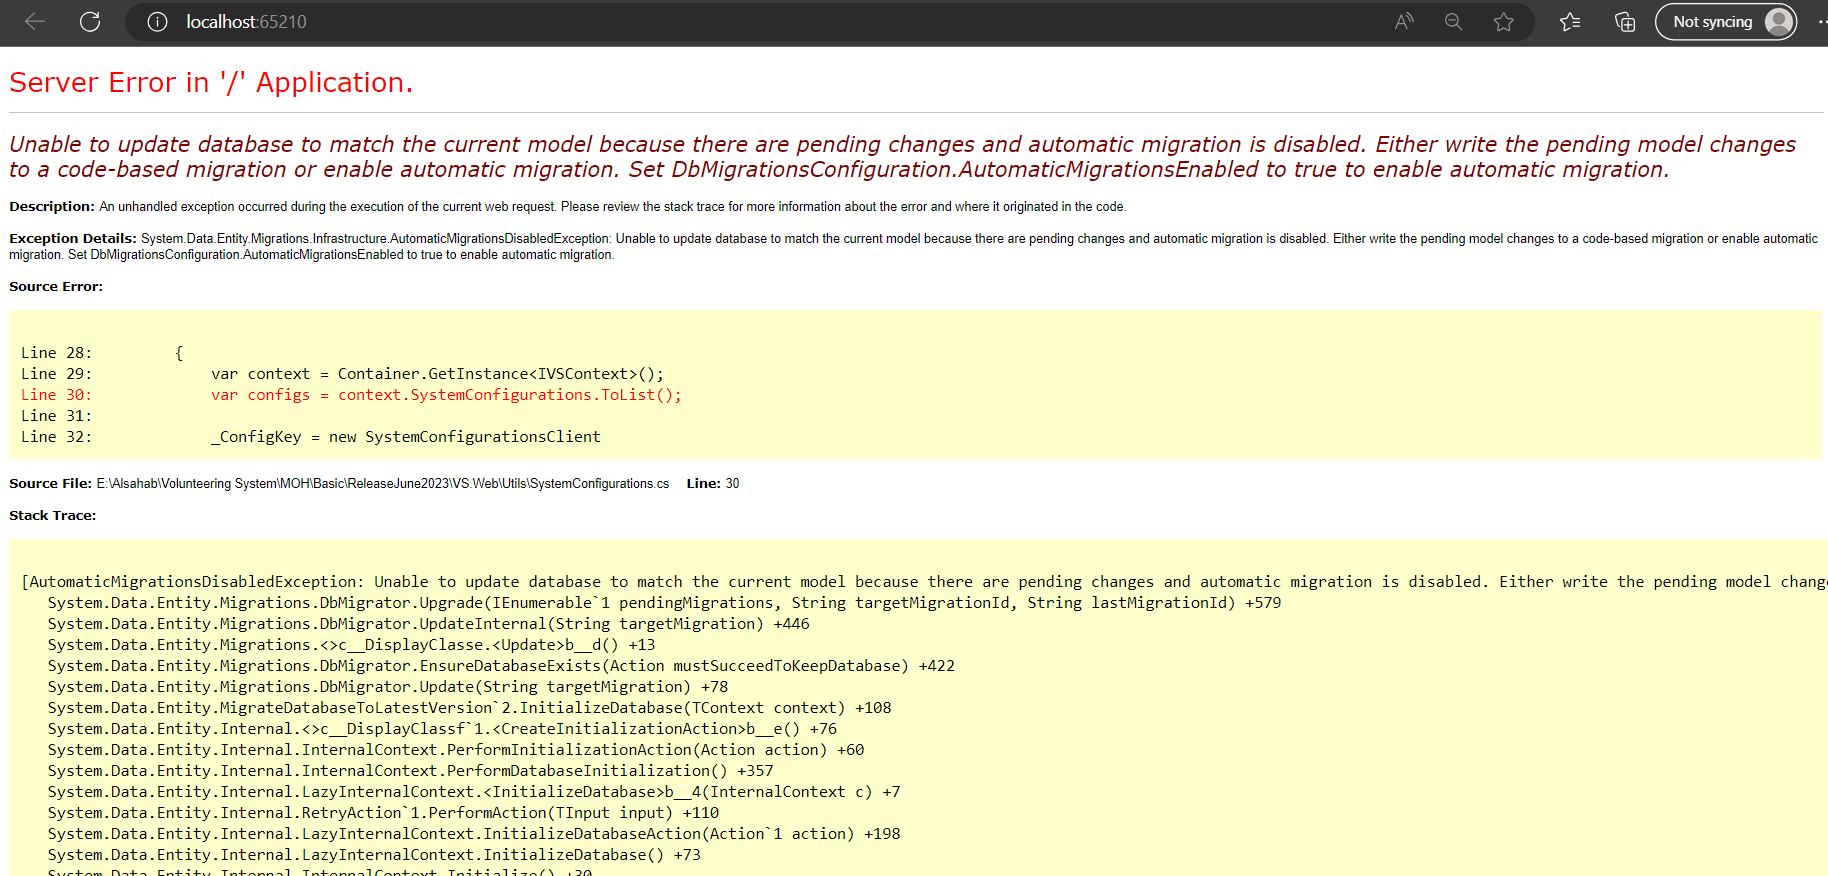 localhost:65210
Not syncing
Server Error in '/' Application.
Unable to update database to match the current model because there are pending changes and automatic migration is disabled. Either write the pending model changes
to a code-based migration or enable automatic migration. Set DbMigrationsConfiguration.AutomaticMigrationsEnabled to true to enable automatic migration.
Description: An unhandled exception occurred during the execution of the current web request. Please review the stack trace for more information about the error and where it originated in the code.
Exception Details: System.Data.Entity.Migrations.Infrastructure.AutomaticMigrationsDisabledException: Unable to update database to match the current model because there are pending changes and automatic migration is disabled. Either write the pending model changes to a code-based migration or enable automatic
migration. Set DbMigrationsConfiguration.AutomaticMigrationsEnabled to true to enable automatic migration.
Source Error:
Line 28:         {
Line 29:             var context = Container.GetInstance<IVSContext>();
Line 30:             var configs = context.SystemConfigurations.ToList();
Line 31:
Line 32:             _ConfigKey = new SystemConfigurationsClient
Source File: E:\Alsahab\Volunteering System\MOH\Basic\ReleaseJune2023\VS.Web\Utils\SystemConfigurations.cs    Line: 30
Stack Trace:
[AutomaticMigrationsDisabledException: Unable to update database to match the current model because there are pending changes and automatic migration is disabled. Either write the pending model chang
System.Data.Entity.Migrations.DbMigrator.Upgrade(IEnumerable`1 pendingMigrations, String targetMigrationId, String lastMigrationId) +579
System.Data.Entity.Migrations.DbMigrator.UpdateInternal(String targetMigration) +446
System.Data.Entity.Migrations.<>c__DisplayClasse.<Update>b__d() +13
System.Data.Entity.Migrations.DbMigrator.EnsureDatabaseExists(Action mustSucceedToKeepDatabase) +422
System.Data.Entity.Migrations.DbMigrator.Update(String targetMigration) +78
System.Data.Entity.MigrateDatabaseToLatestVersion`2.InitializeDatabase(TContext context) +108
System.Data.Entity.Internal.<>c__DisplayClassf`1.<CreateInitializationAction>b__e() +76
System.Data.Entity.Internal.InternalContext.PerformInitializationAction(Action action) +60
System.Data.Entity.Internal.InternalContext.PerformDatabaseInitialization() +357
System.Data.Entity.Internal.LazyInternalContext.<InitializeDatabase>b__4(InternalContext c) +7
System.Data.Entity.Internal.RetryAction`1.PerformAction(TInput input) +110
System.Data.Entity.Internal.LazyInternalContext.InitializeDatabaseAction(Action`1 action) +198
System.Data.Entity.Internal.LazyInternalContext.InitializeDatabase() +73
System.Data.Entity.Internal.InternalContext.Initialize() +30